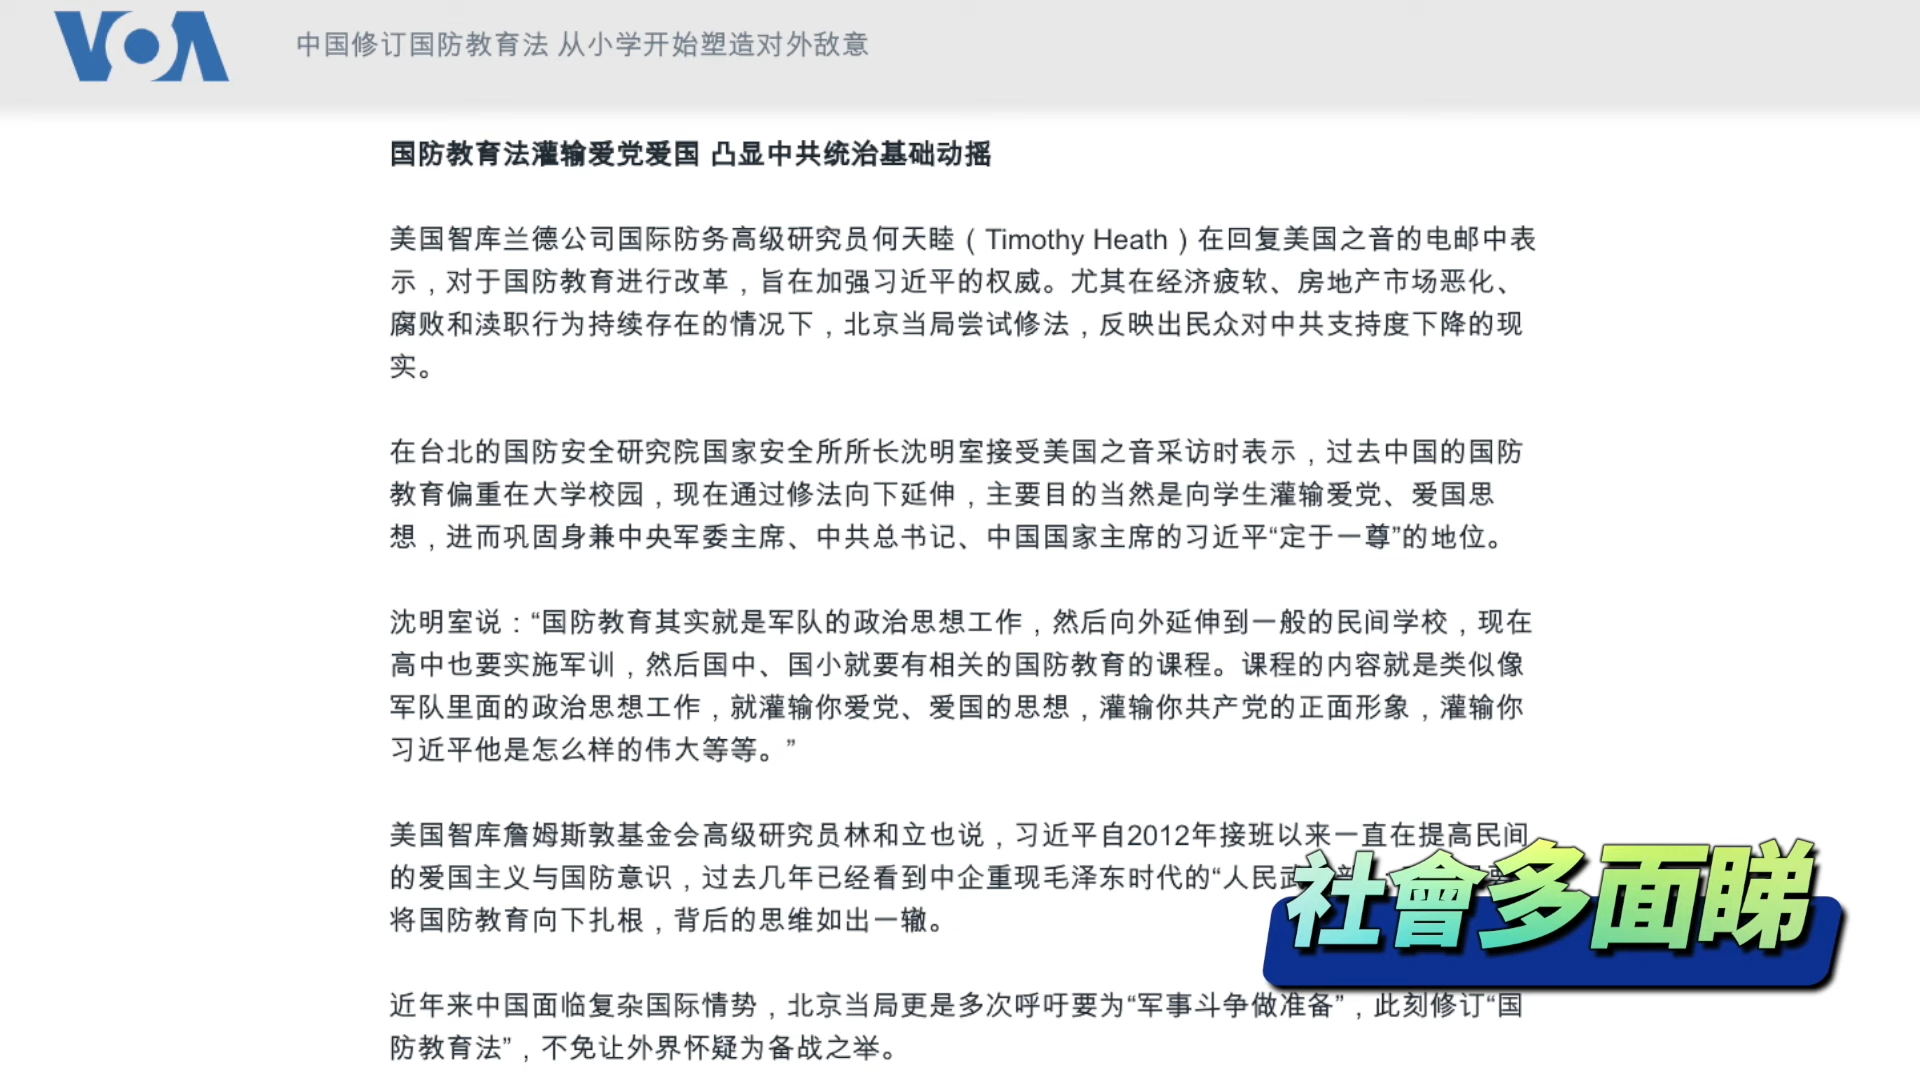 VOA
中国修订国防教育法 从小学开始塑造对外敌意
国防教育法灌输爱党爱国 凸显中共统治基础动摇
美国智库兰德公司国际防务高级研究员何天睦（Timothy Heath）在回复美国之音的电邮中表
示，对于国防教育进行改革，旨在加强习近平的权威。尤其在经济疲软、房地产市场恶化、
腐败和渎职行为持续存在的情况下，北京当局尝试修法，反映出民众对中共支持度下降的现
实。
在台北的国防安全研究院国家安全所所长沈明室接受美国之音采访时表示，过去中国的国防
教育偏重在大学校园，现在通过修法向下延伸，主要目的当然是向学生灌输爱党、爱国思
想，进而巩固身兼中央军委主席、中共总书记、中国国家主席的习近平“定于一尊”的地位。
沈明室说：“国防教育其实就是军队的政治思想工作，然后向外延伸到一般的民间学校，现在
高中也要实施军训，然后国中、国小就要有相关的国防教育的课程。课程的内容就是类似像
军队里面的政治思想工作，就灌输你爱党、爱国的思想，灌输你共产党的正面形象，灌输你
习近平他是怎么样的伟大等等。”
美国智库詹姆斯敦基金会高级研究员林和立也说，习近平自2012年接班以来一直在提高民间
的爱国主义与国防意识，过去几年已经看到中企重现毛泽东时代的“人民武
将国防教育向下扎根，背后的思维如出一辙。
社會多面睇
近年来中国面临复杂国际情势，北京当局更是多次呼吁要为“军事斗争做准备”，此刻修订“国
防教育法”，不免让外界怀疑为备战之举。